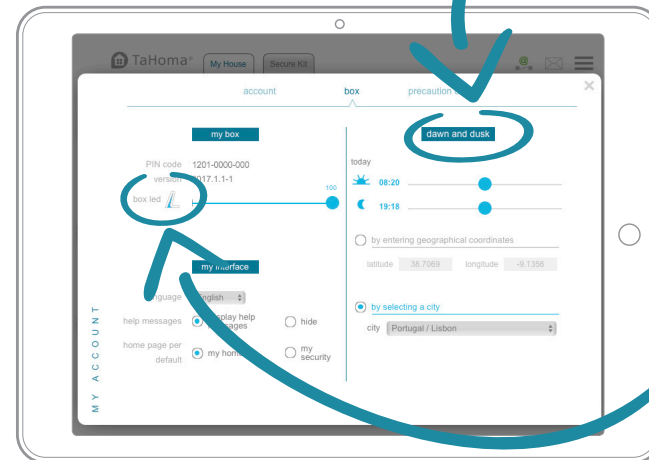 TaHoma®
My House
Secure Kit
account
box
precaution
my box
PIN code 1201-0000-000
version 2017.1.1-1
box led
100
my interface
language English
help messages display help messages
hide
home page per default
my home
my security
dawn and dusk
today
08:20
19:18
by entering geographical coordinates
latitude 38.7069 longitude -9.1356
by selecting a city
city Portugal / Lisbon
MY ACCOUNT